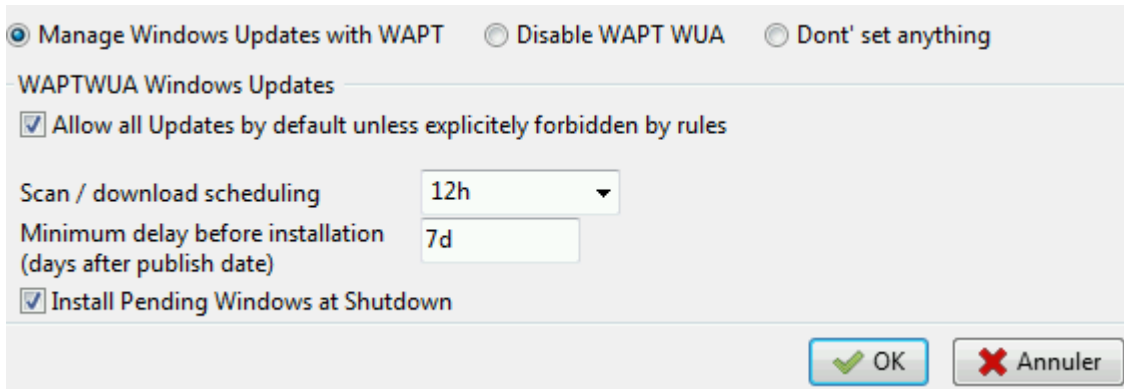 Manage Windows Updates with WAPT Disable WAPT WUA Dont' set anything
WAPTWUA Windows Updates
Allow all Updates by default unless explicitely forbidden by rules
Scan / download scheduling 12h
Minimum delay before installation 7d
(days after publish date)
Install Pending Windows at Shutdown
OK Annuler